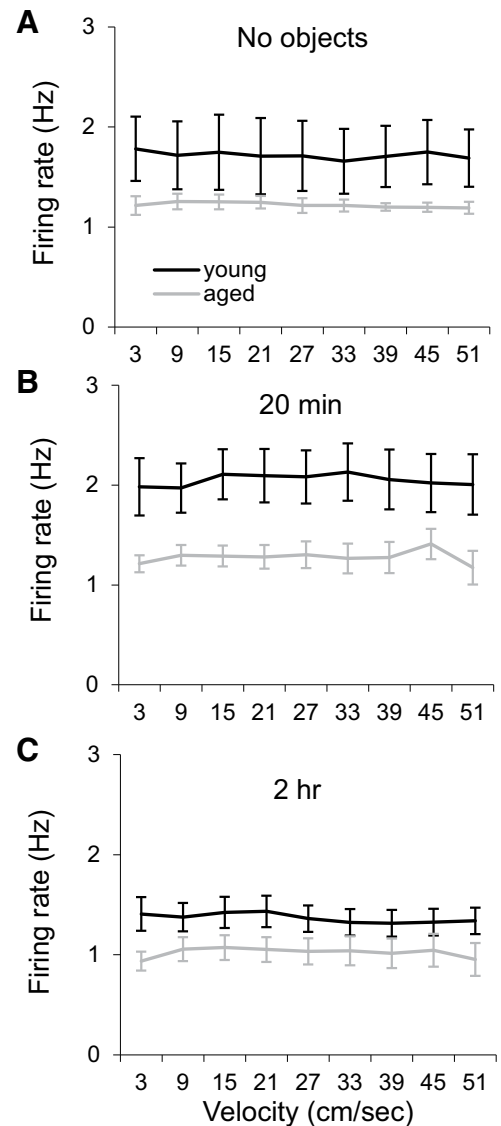 A
No objects
Firing rate (Hz)
3
2
1
0
young
aged
3 9 15 21 27 33 39 45 51
B
20 min
Firing rate (Hz)
3
2
1
0
3 9 15 21 27 33 39 45 51
C
2 hr
Firing rate (Hz)
3
2
1
0
3 9 15 21 27 33 39 45 51
Velocity (cm/sec)